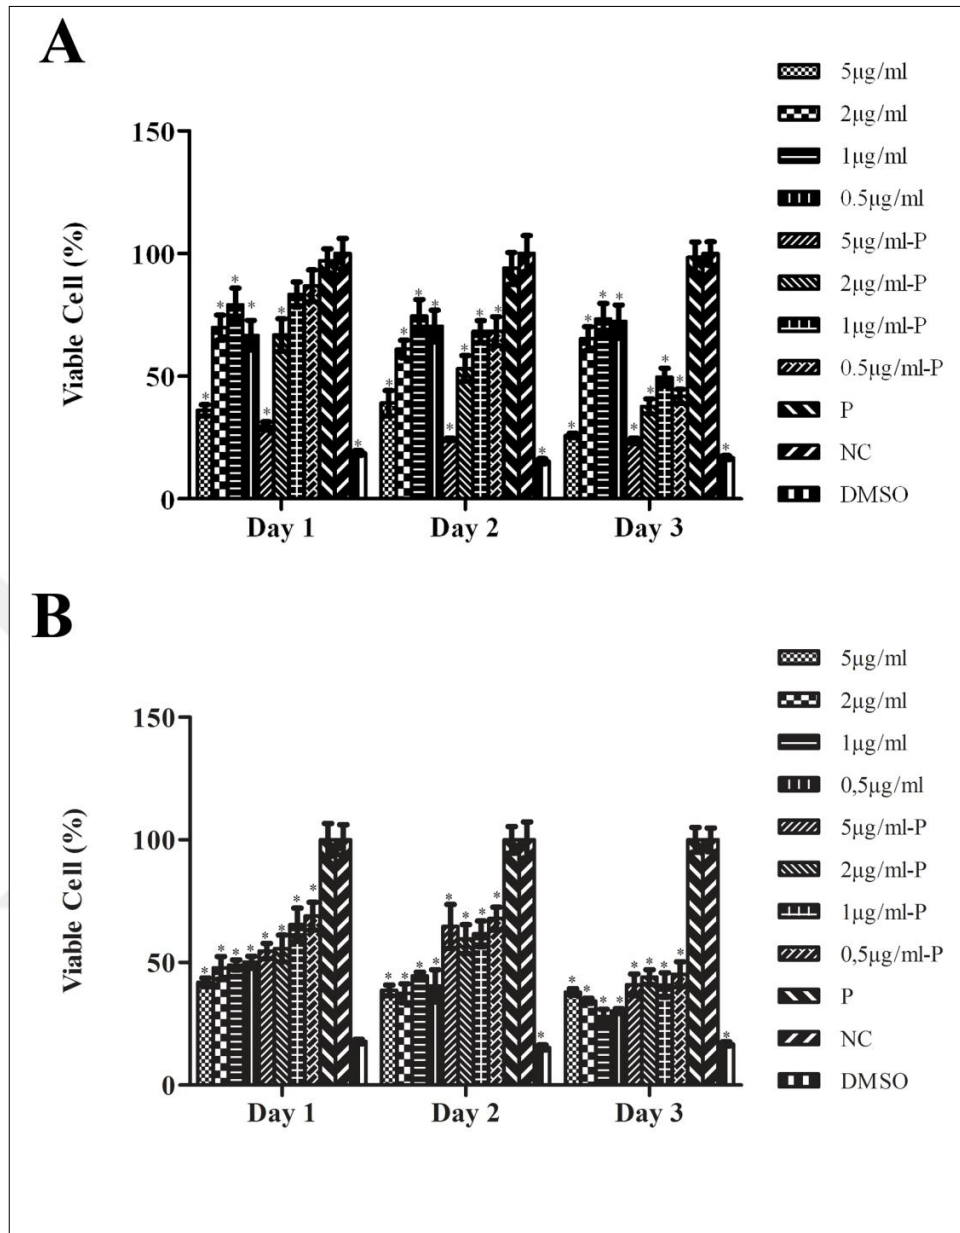 A
Viable Cell (%)
150
100
50
0
* * * * * * *
* * * * * * * * *
* * * * * * * * *
Day 1 Day 2 Day 3
5µg/ml
2µg/ml
1µg/ml
0.5µg/ml
5µg/ml-P
2µg/ml-P
1µg/ml-P
0.5µg/ml-P
P
NC
DMSO
B
Viable Cell (%)
150
100
50
0
* * * * * * * *
* * * * * * * * *
* * * * * * * * *
Day 1 Day 2 Day 3
5µg/ml
2µg/ml
1µg/ml
0,5µg/ml
5µg/ml-P
2µg/ml-P
1µg/ml-P
0,5µg/ml-P
P
NC
DMSO